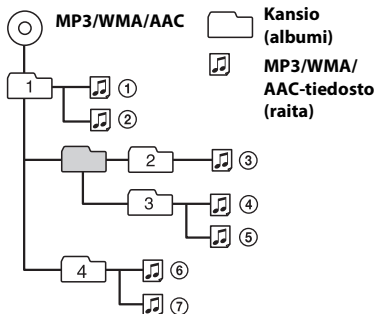 MP3/WMA/AAC
Kansio
(albumi)
MP3/WMA/
AAC-tiedosto
(raita)
1
①
②
2
③
3
④
⑤
4
⑥
⑦